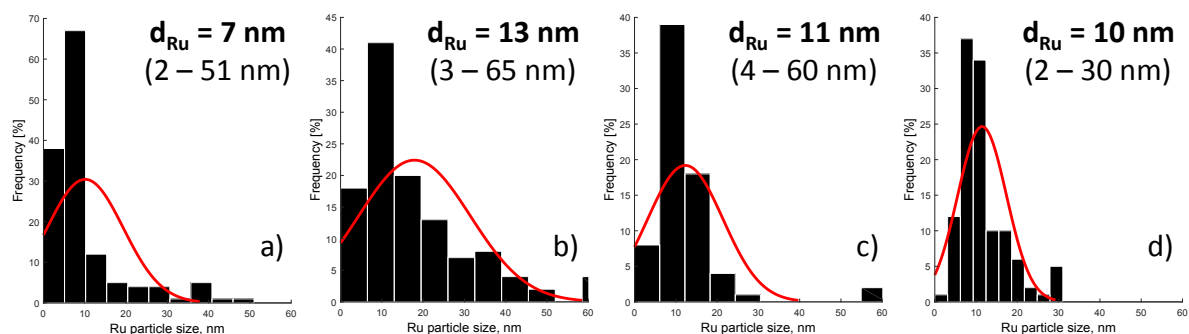 d_Ru = 7 nm
(2 – 51 nm)
a)
Frequency [%]
70
60
50
40
30
20
10
0
0 10 20 30 40 50 60
Ru particle size, nm
d_Ru = 13 nm
(3 – 65 nm)
b)
Frequency [%]
45
40
35
30
25
20
15
10
5
0
0 10 20 30 40 50 60
Ru particle size, nm
d_Ru = 11 nm
(4 – 60 nm)
c)
Frequency [%]
40
35
30
25
20
15
10
5
0
0 10 20 30 40 50 60
Ru particle size, nm
d_Ru = 10 nm
(2 – 30 nm)
d)
Frequency [%]
40
35
30
25
20
15
10
5
0
0 10 20 30 40 50 60
Ru particle size, nm